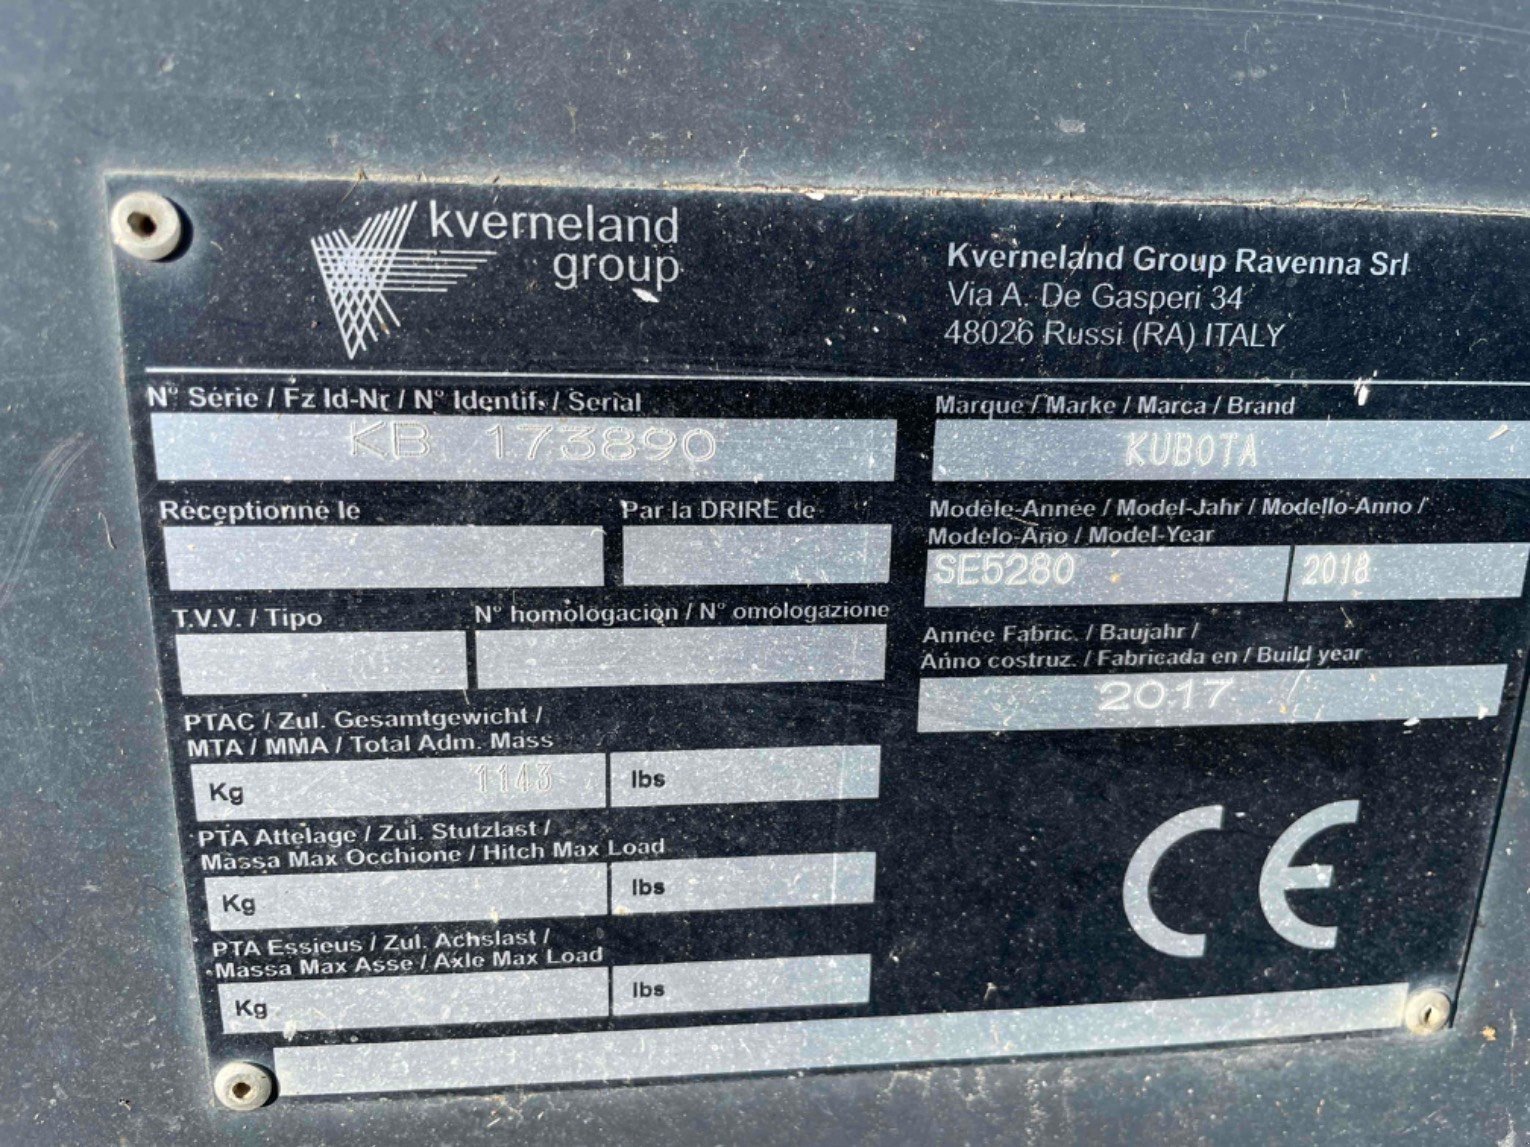 kverneland
group
Kverneland Group Ravenna Srl
Via A. De Gasperi 34
48026 Russi (RA) ITALY
N° Série / Fz Id-Nr / N° Identif. / Serial
KB 173890
Marque / Marke / Marca / Brand
KUBOTA
Réceptionné le
Par la DRIRE de
Modèle-Année / Model-Jahr / Modello-Anno /
Modelo-Ano / Model-Year
SE5280
2018
T.V.V. / Tipo
N° homologacion / N° omologazione
Année Fabric. / Baujahr /
Anno costruz. / Fabricada en / Build year
2017
PTAC / Zul. Gesamtgewicht /
MTA / MMA / Total Adm. Mass
Kg 1143 lbs
PTA Attelage / Zul. Stutzlast /
Massa Max Occhione / Hitch Max Load
Kg lbs
PTA Essieus / Zul. Achslast /
Massa Max Asse / Axle Max Load
Kg lbs
CE